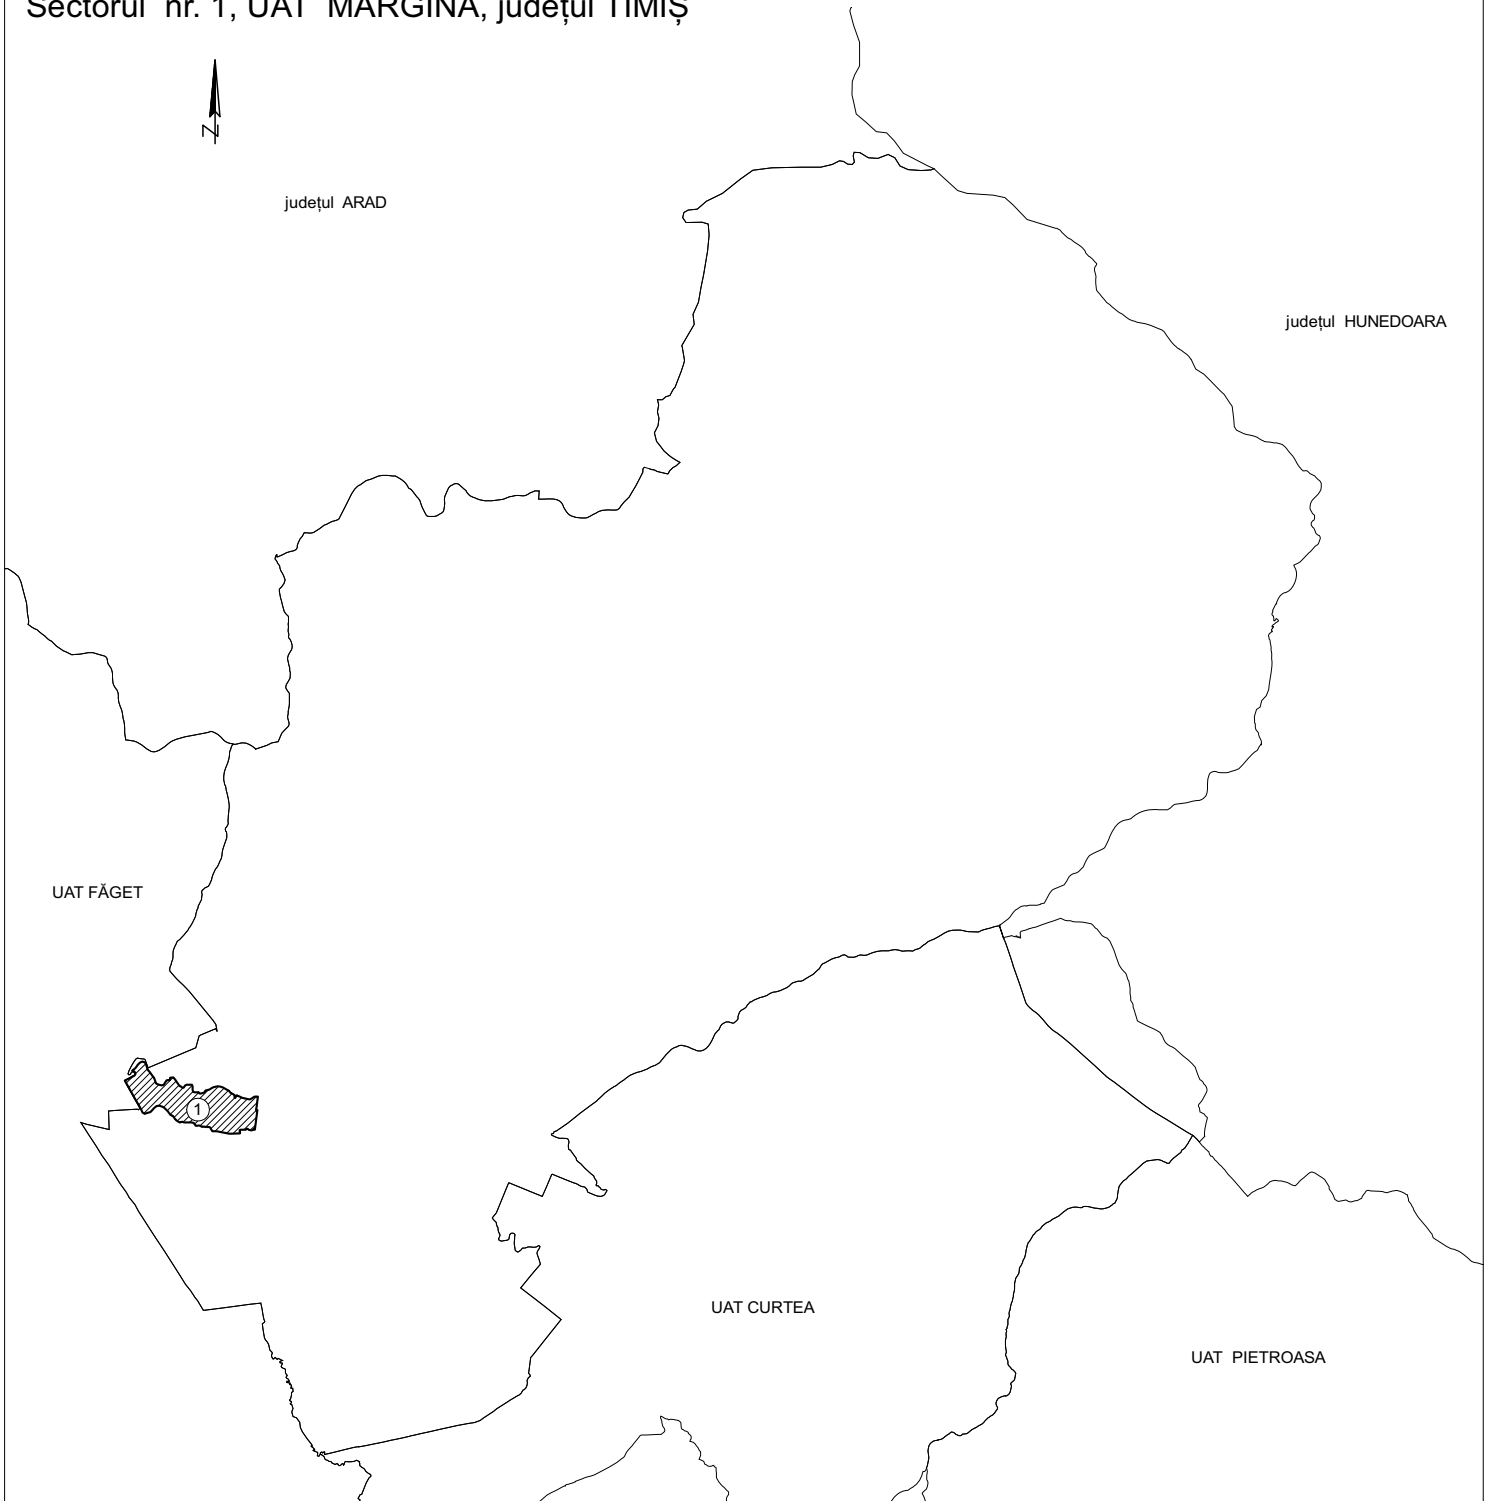 Sectorul nr. 1, UAT MARGINA, județul TIMIȘ
N
județul ARAD
județul HUNEDOARA
UAT FĂGET
1
UAT CURTEA
UAT PIETROASA